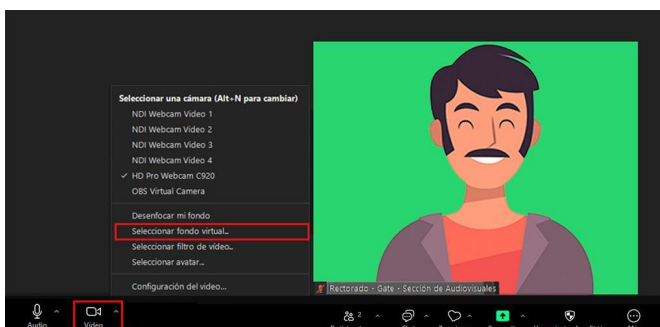 Seleccionar una cámara (Alt+N para cambiar)
NDI Webcam Video 1
NDI Webcam Video 2
NDI Webcam Video 3
NDI Webcam Video 4
✓ HD Pro Webcam C920
OBS Virtual Camera
Desenfocar mi fondo
Seleccionar fondo virtual...
Seleccionar filtro de vídeo...
Seleccionar avatar...
Configuración del video...
Rectorado - Gate - Sección de Audiovisuales
2
Audio
Vídeo